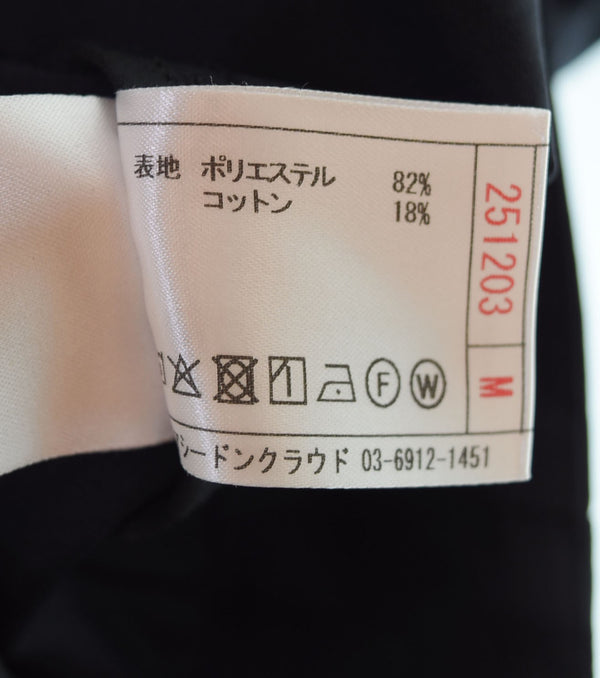 表地 ポリエステル 82%
コットン 18%
251203
M
F W
シードンクラウド 03-6912-1451